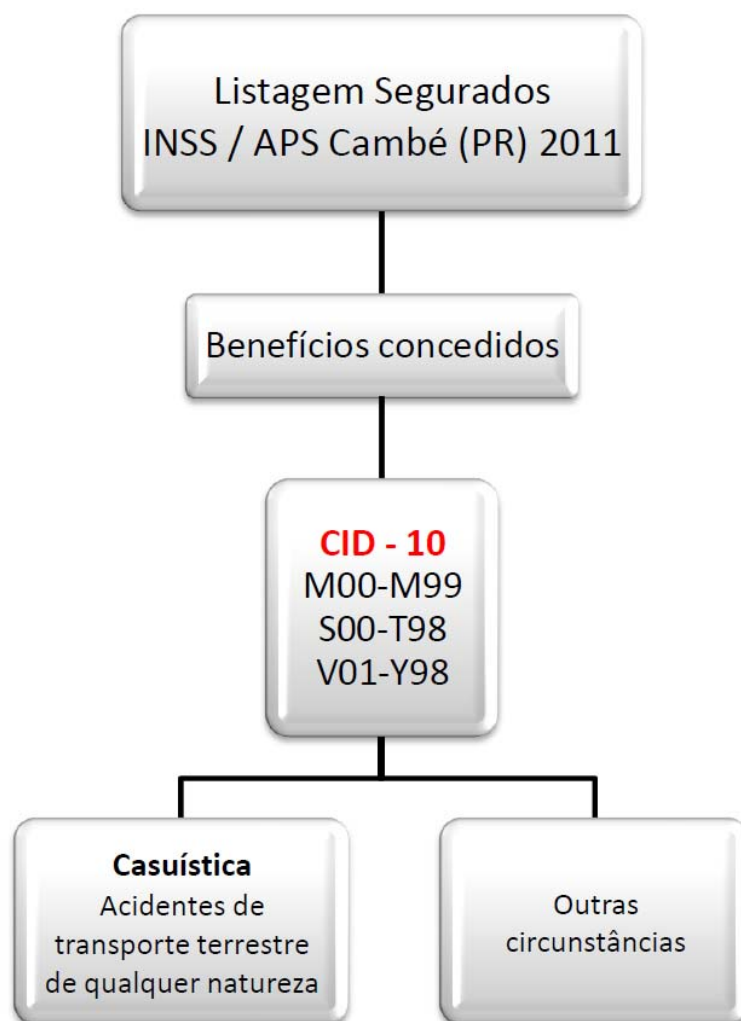 Listagem Segurados
INSS / APS Cambé (PR) 2011
Benefícios concedidos
CID - 10
M00-M99
S00-T98
V01-Y98
Casuística
Acidentes de
transporte terrestre
de qualquer natureza
Outras
circunstâncias